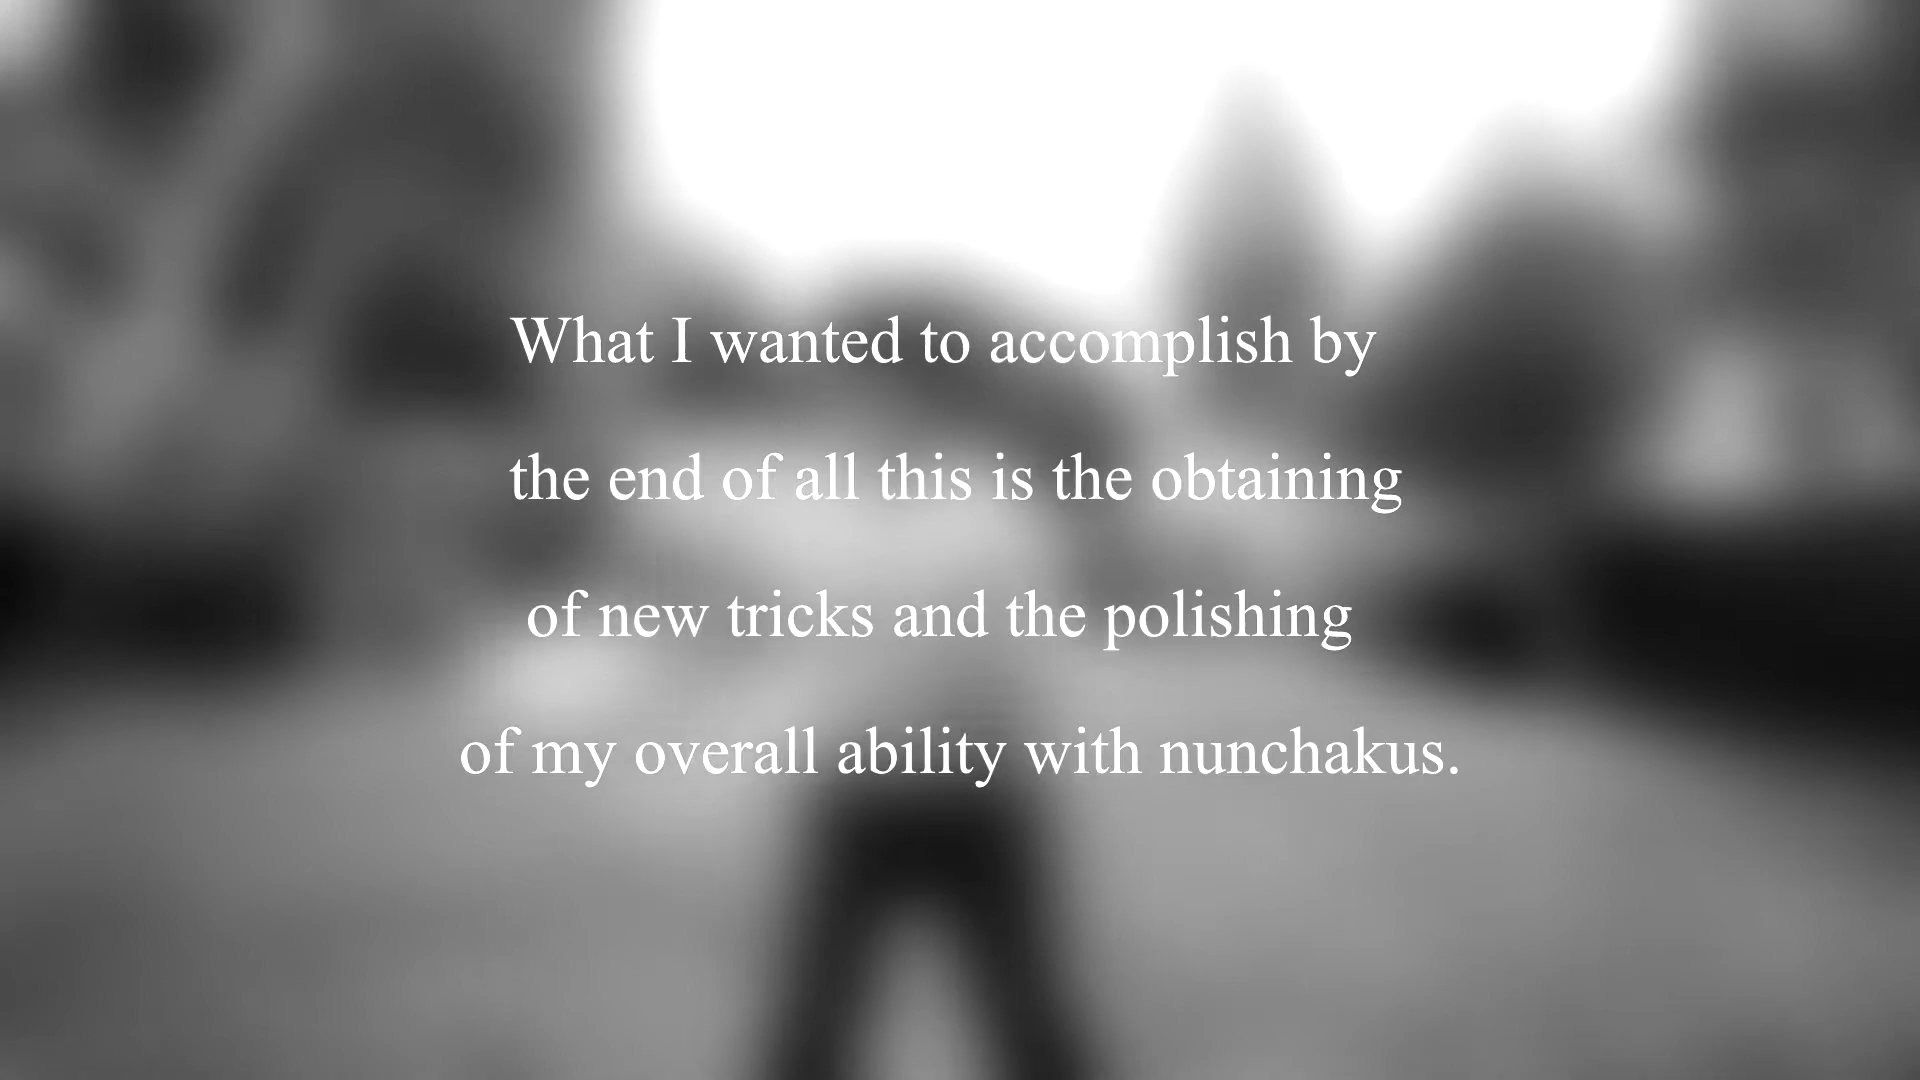 What I wanted to accomplish by
the end of all this is the obtaining
of new tricks and the polishing
of my overall ability with nunchakus.